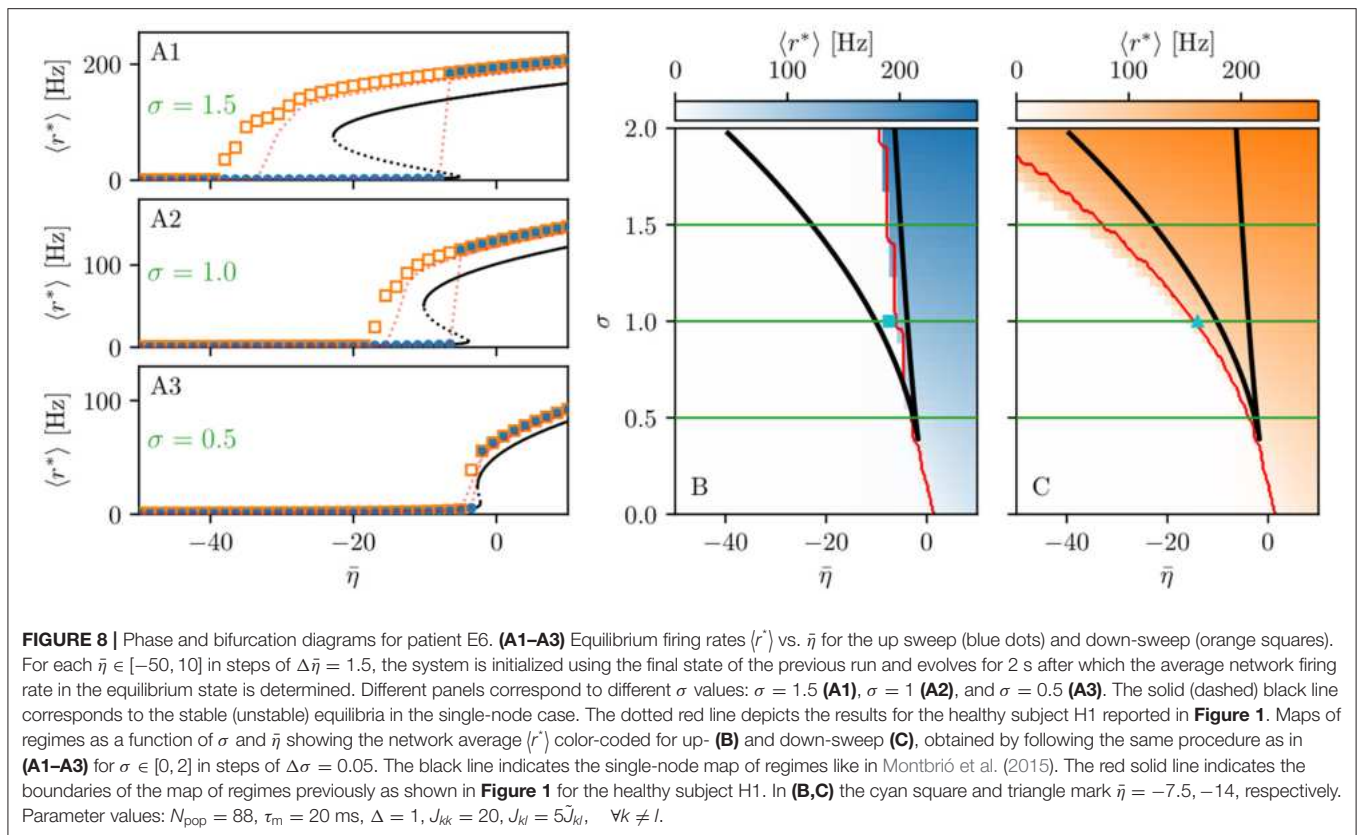 A1
σ = 1.5
⟨r*⟩ [Hz]
200
0
A2
σ = 1.0
⟨r*⟩ [Hz]
100
0
A3
σ = 0.5
⟨r*⟩ [Hz]
100
0
−40 −20 0
η̄
⟨r*⟩ [Hz]
0 100 200
2.0
1.5
σ
1.0
0.5
0.0
B
−40 −20 0
η̄
⟨r*⟩ [Hz]
0 100 200
C
−40 −20 0
η̄
FIGURE 8 | Phase and bifurcation diagrams for patient E6. (A1–A3) Equilibrium firing rates ⟨r*⟩ vs. η̄ for the up sweep (blue dots) and down-sweep (orange squares).
For each η̄ ∈ [−50, 10] in steps of Δη̄ = 1.5, the system is initialized using the final state of the previous run and evolves for 2 s after which the average network firing
rate in the equilibrium state is determined. Different panels correspond to different σ values: σ = 1.5 (A1), σ = 1 (A2), and σ = 0.5 (A3). The solid (dashed) black line
corresponds to the stable (unstable) equilibria in the single-node case. The dotted red line depicts the results for the healthy subject H1 reported in Figure 1. Maps of
regimes as a function of σ and η̄ showing the network average ⟨r*⟩ color-coded for up- (B) and down-sweep (C), obtained by following the same procedure as in
(A1–A3) for σ ∈ [0, 2] in steps of Δσ = 0.05. The black line indicates the single-node map of regimes like in Montbrió et al. (2015). The red solid line indicates the
boundaries of the map of regimes previously as shown in Figure 1 for the healthy subject H1. In (B,C) the cyan square and triangle mark η̄ = −7.5, −14, respectively.
Parameter values: N_pop = 88, τ_m = 20 ms, Δ = 1, J_kk = 20, J_kl = 5J̃_kl, ∀k ≠ l.